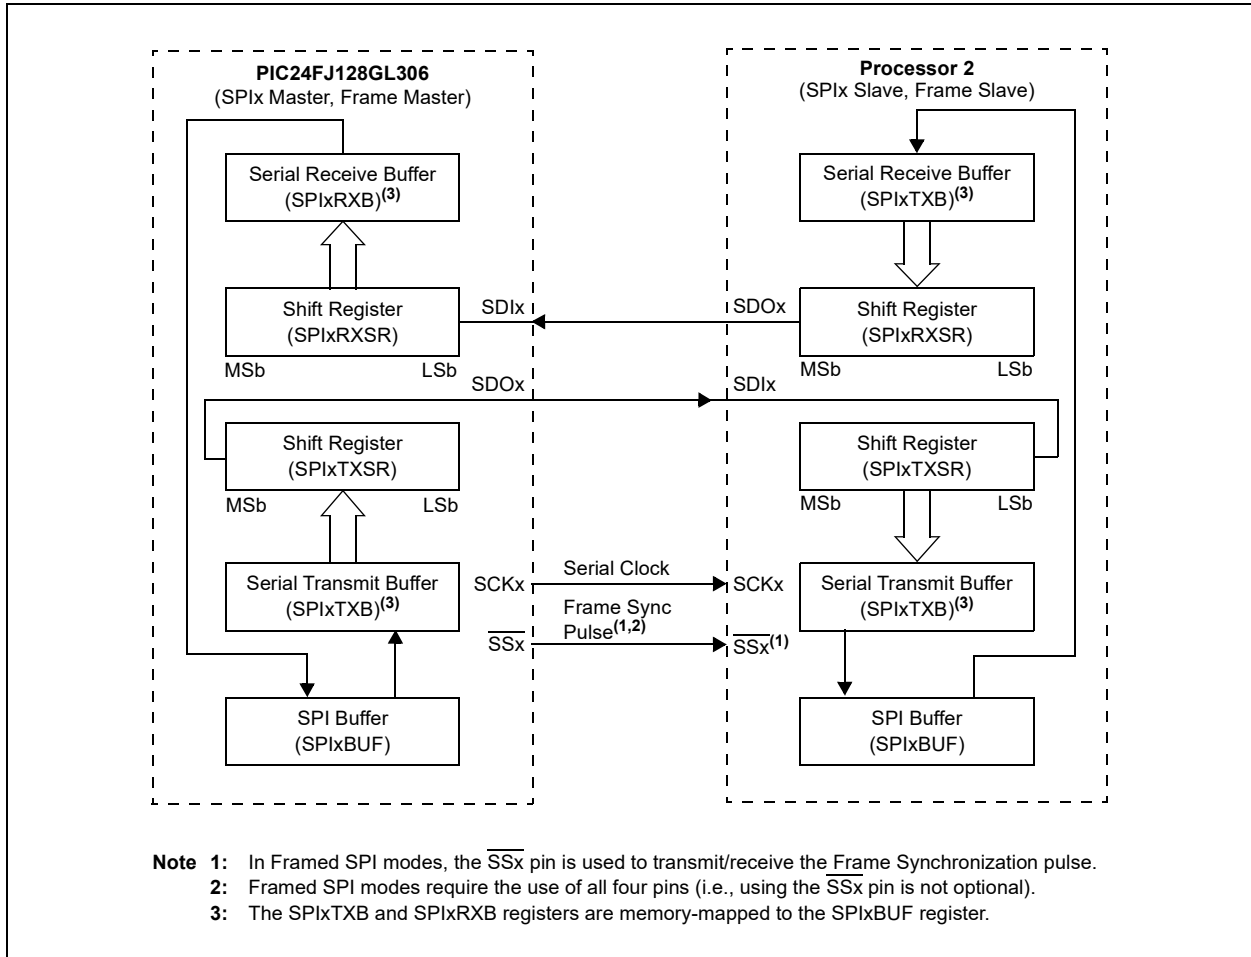 PIC24FJ128GL306
(SPIx Master, Frame Master)
Serial Receive Buffer
(SPIxRXB)(3)
Shift Register
(SPIxRXSR)
MSb
LSb
SDIx
SDOx
Shift Register
(SPIxTXSR)
MSb
LSb
Serial Transmit Buffer
(SPIxTXB)(3)
SCKx
SSx
SPI Buffer
(SPIxBUF)
Serial Clock
Frame Sync
Pulse(1,2)
Processor 2
(SPIx Slave, Frame Slave)
Serial Receive Buffer
(SPIxTXB)(3)
SDOx
Shift Register
(SPIxRXSR)
MSb
LSb
SDIx
Shift Register
(SPIxTXSR)
MSb
LSb
SCKx
Serial Transmit Buffer
(SPIxTXB)(3)
SSx(1)
SPI Buffer
(SPIxBUF)
Note 1: In Framed SPI modes, the SSx pin is used to transmit/receive the Frame Synchronization pulse.
2: Framed SPI modes require the use of all four pins (i.e., using the SSx pin is not optional).
3: The SPIxTXB and SPIxRXB registers are memory-mapped to the SPIxBUF register.